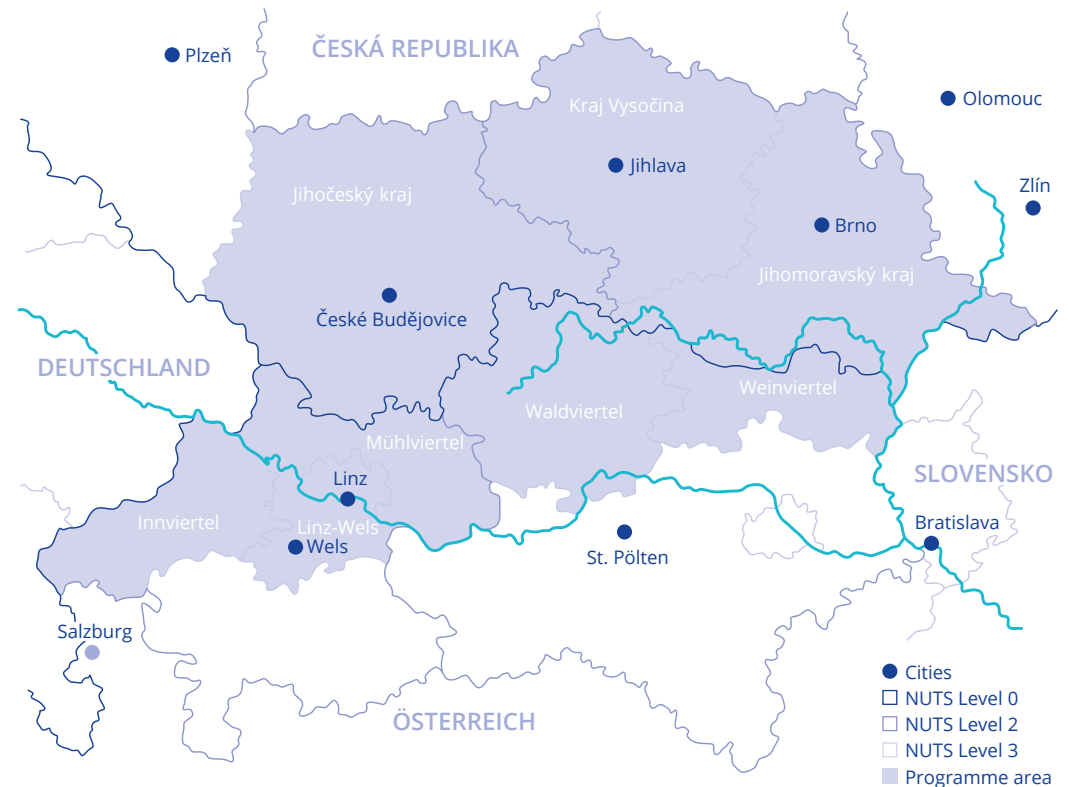 ČESKÁ REPUBLIKA
Plzeň
Olomouc
Kraj Vysočina
Jihlava
Zlín
Jihočeský kraj
Brno
Jihomoravský kraj
České Budějovice
DEUTSCHLAND
Weinviertel
Waldviertel
Mühlviertel
SLOVENSKO
Linz
Innviertel
Linz-Wels
Bratislava
Wels
St. Pölten
Salzburg
ÖSTERREICH
Cities
NUTS Level 0
NUTS Level 2
NUTS Level 3
Programme area